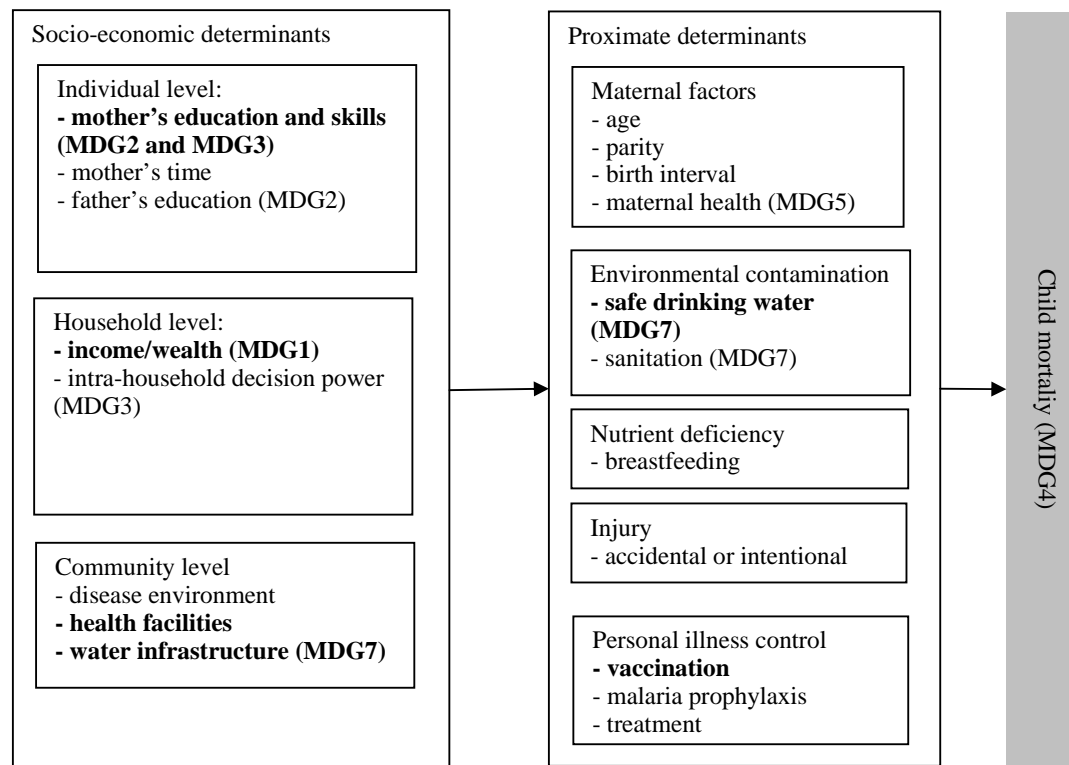 Socio-economic determinants
Individual level:
- mother’s education and skills
(MDG2 and MDG3)
- mother’s time
- father’s education (MDG2)
Household level:
- income/wealth (MDG1)
- intra-household decision power
(MDG3)
Community level
- disease environment
- health facilities
- water infrastructure (MDG7)
Proximate determinants
Maternal factors
- age
- parity
- birth interval
- maternal health (MDG5)
Environmental contamination
- safe drinking water
(MDG7)
- sanitation (MDG7)
Nutrient deficiency
- breastfeeding
Injury
- accidental or intentional
Personal illness control
- vaccination
- malaria prophylaxis
- treatment
Child mortaliy (MDG4)